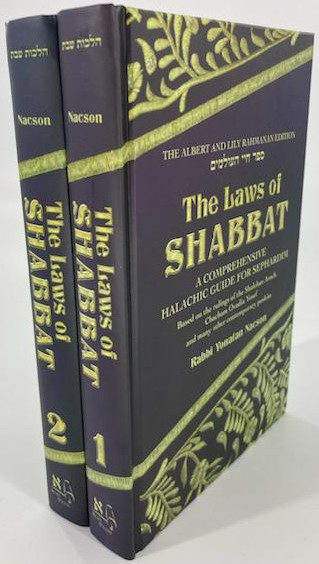 הלכות שבת
Nacson
The Laws of
SHABBAT
2
הלכות שבת
Nacson
The Laws of
SHABBAT
1
THE ALBERT AND LILY RAHMANAN EDITION
ספר חיי העולמים
The Laws of
SHABBAT
A COMPREHENSIVE
HALACHIC GUIDE FOR SEPHARDIM
Based on the rulings of the Shulchan Aruch,
Chacham Ovadia Yosef
and many other contemporary poskim
Rabbi Yonatan Nacson